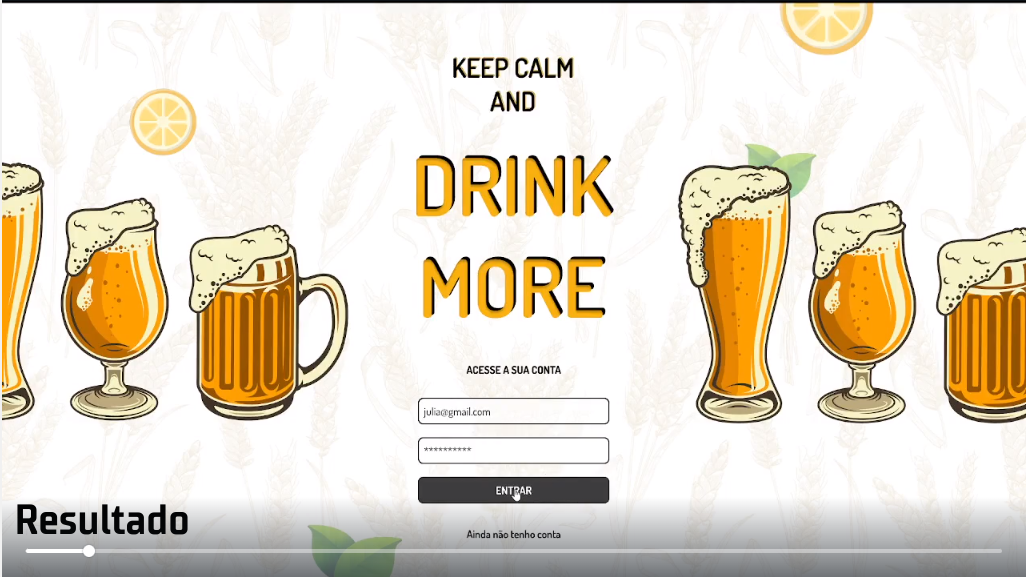 KEEP CALM
AND
DRINK
MORE
ACESSE A SUA CONTA
julia@gmail.com
**********
ENTRAR
Ainda não tenho conta
Resultado